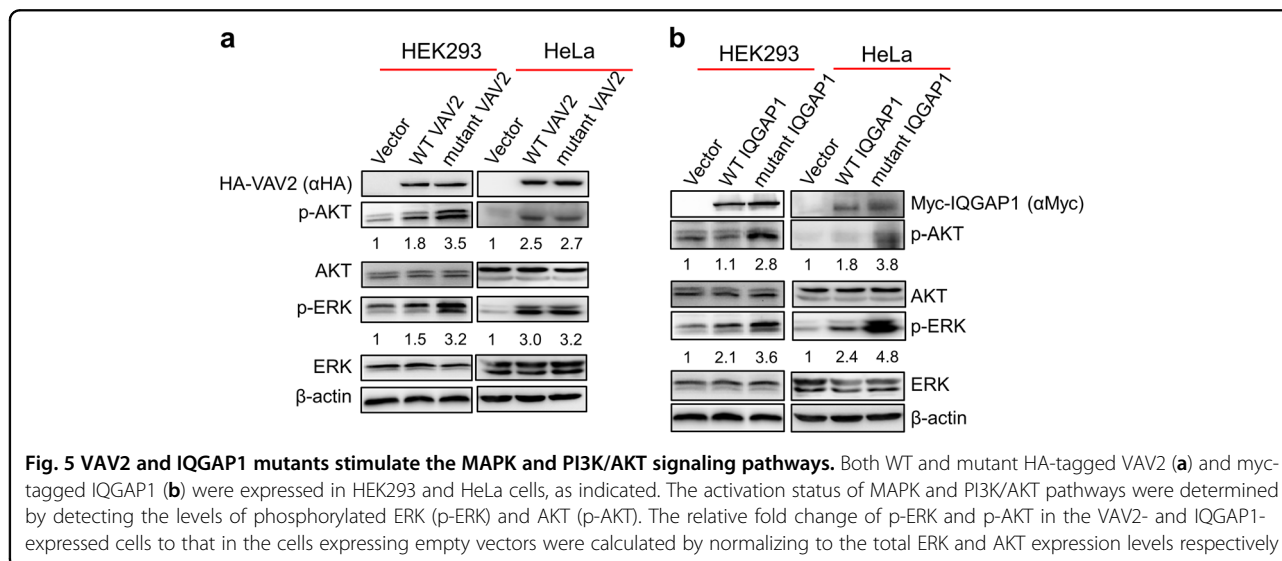 a
HEK293 HeLa
Vector WT VAV2 mutant VAV2 Vector WT VAV2 mutant VAV2
HA-VAV2 (αHA)
p-AKT
1 1.8 3.5 1 2.5 2.7
AKT
p-ERK
1 1.5 3.2 1 3.0 3.2
ERK
β-actin
b
HEK293 HeLa
Vector WT IQGAP1 mutant IQGAP1 Vector WT IQGAP1 mutant IQGAP1
Myc-IQGAP1 (αMyc)
p-AKT
1 1.1 2.8 1 1.8 3.8
AKT
p-ERK
1 2.1 3.6 1 2.4 4.8
ERK
β-actin
Fig. 5 VAV2 and IQGAP1 mutants stimulate the MAPK and PI3K/AKT signaling pathways. Both WT and mutant HA-tagged VAV2 (a) and myc-
tagged IQGAP1 (b) were expressed in HEK293 and HeLa cells, as indicated. The activation status of MAPK and PI3K/AKT pathways were determined
by detecting the levels of phosphorylated ERK (p-ERK) and AKT (p-AKT). The relative fold change of p-ERK and p-AKT in the VAV2- and IQGAP1-
expressed cells to that in the cells expressing empty vectors were calculated by normalizing to the total ERK and AKT expression levels respectively